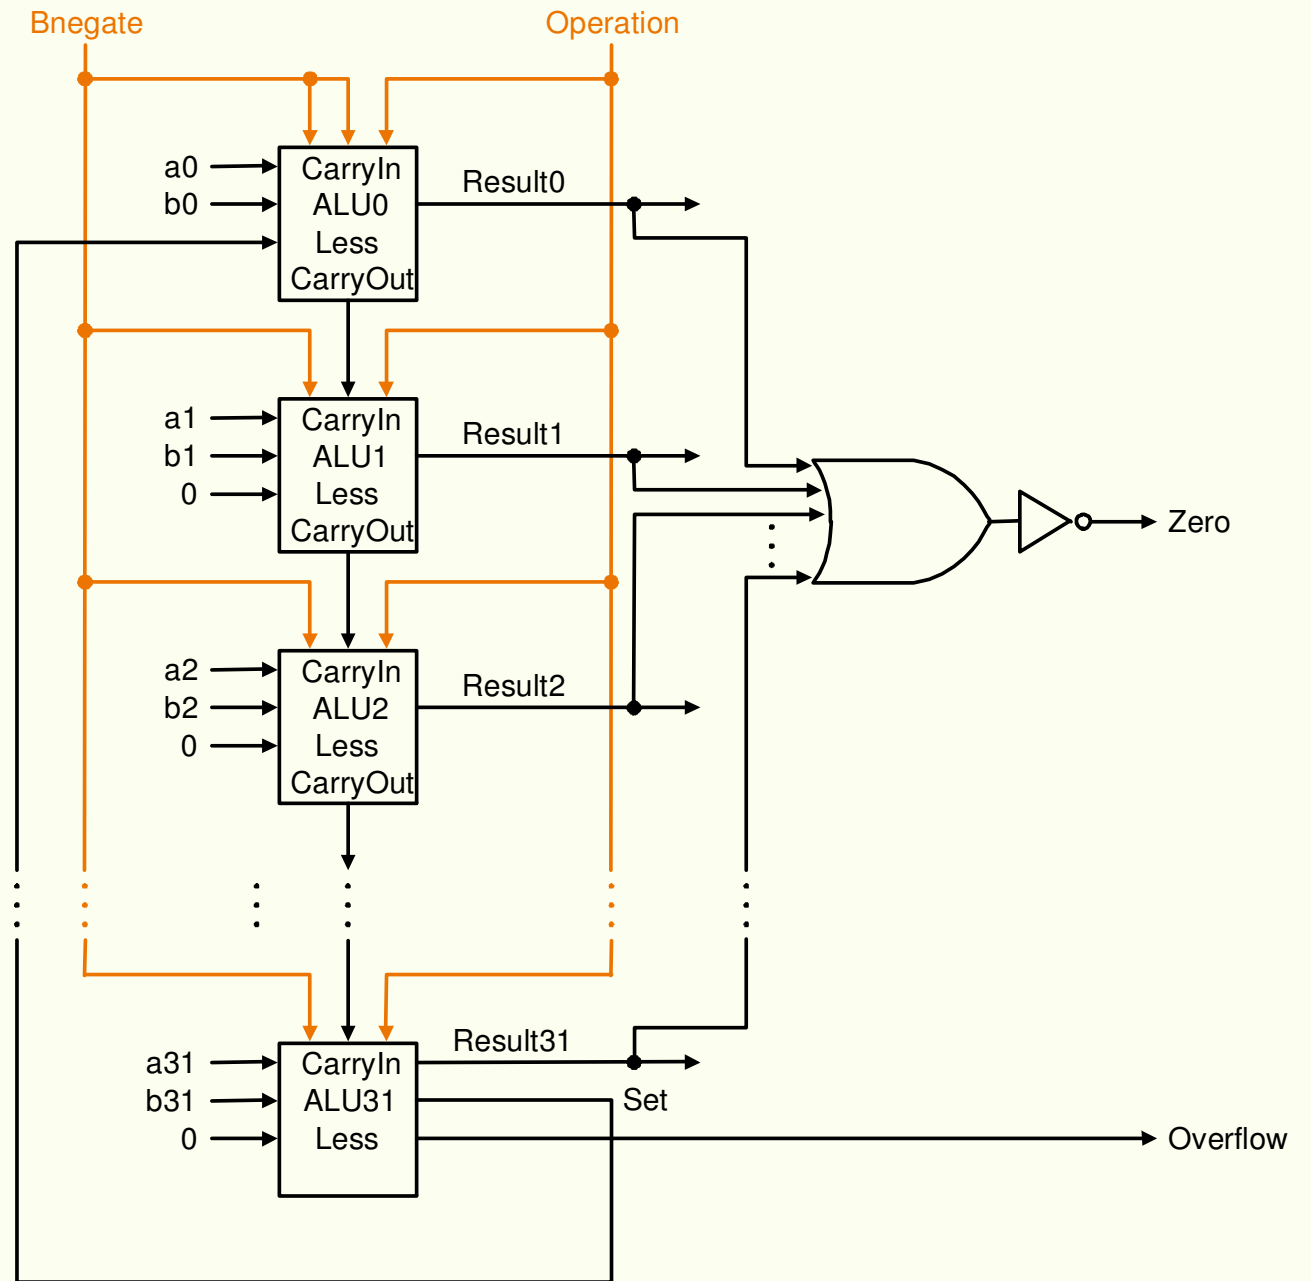 Bnegate
Operation
a0
b0
CarryIn
ALU0
Less
CarryOut
Result0
a1
b1
0
CarryIn
ALU1
Less
CarryOut
Result1
Zero
a2
b2
0
CarryIn
ALU2
Less
CarryOut
Result2
a31
b31
0
CarryIn
ALU31
Less
Result31
Set
Overflow